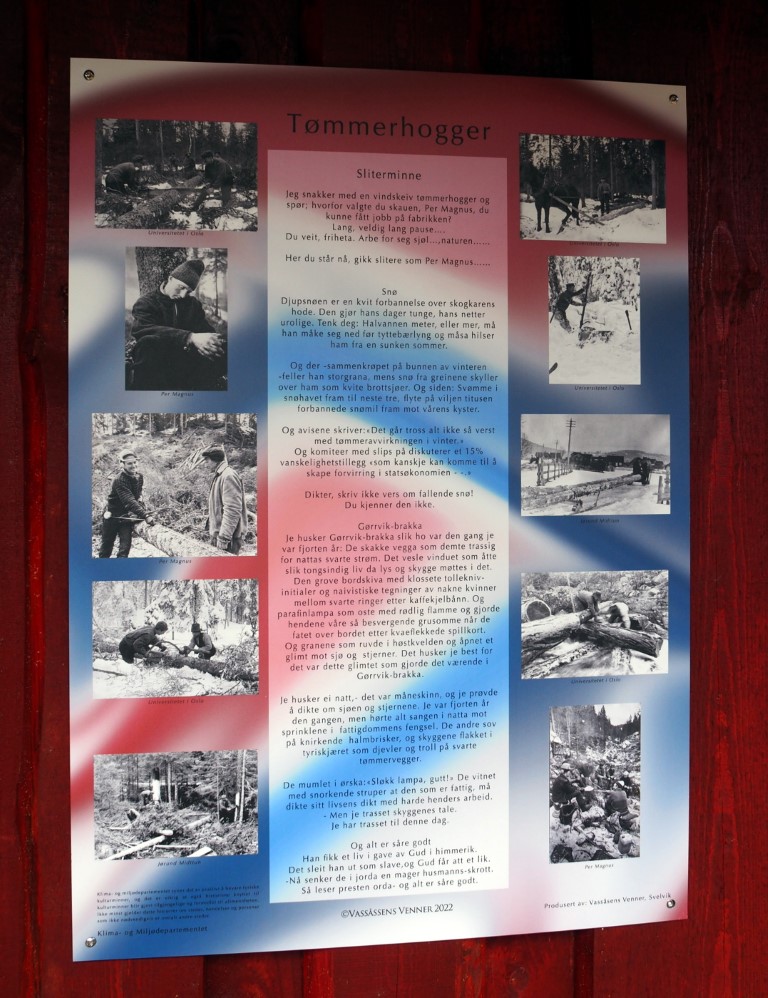 Tømmerhogger
Sliterminne
Jeg snakker med en vindskeiv tømmerhogger og
spør; hvorfor valgte du skauen, Per Magnus, du
kunne fått jobb på fabrikken?
Lang, veldig lang pause....
Du veit, friheta. Arbe for seg sjøl...,naturen......
Her du står nå, gikk slitere som Per Magnus......
Snø
Djupsnøen er en kvit forbannelse over skogkarens
hode. Den gjør hans dager tunge, hans netter
urolige. Tenk deg: Halvannen meter, eller mer, må
han måke seg ned før tyttebærlyng og måsa hilser
ham fra en sunken sommer.
Og der -sammenkrøpet på bunnen av vinteren
-feller han storgrana, mens snø fra greinene skyller
over ham som kvite brottsjøer. Og siden: Svømme i
snøhavet fram til neste tre, flyte på viljen titusen
forbannede snømil fram mot vårens kyster.
Og avisene skriver:«Det går tross alt ikke så verst
med tømmeravvirkningen i vinter.»
Og komiteer med slips på diskuterer et 15%
vanskelighetstillegg «som kanskje kan komme til å
skape forvirring i statsøkonomien - -.»
Dikter, skriv ikke vers om fallende snø!
Du kjenner den ikke.
Gørrvik-brakka
Je husker Gørrvik-brakka slik ho var den gang je
var fjorten år: De skakke vegga som demte trassig
for nattas svarte strøm. Det vesle vinduet som åtte
slik tongsindig liv da lys og skygge møttes i det.
Den grove bordskiva med klossete tollekniv-
initialer og naivistiske tegninger av nakne kvinner
mellom svarte ringer etter kaffekjelbånn. Og
parafinlampa som oste med rødlig flamme og gjorde
hendene våre så besvergende grusomme når de
fatet over bordet etter kvaeflekkede spillkort.
Og granene som ruvde i høstkvelden og åpnet et
glimt mot sjø og stjerner. Det husker je best for
det var dette glimtet som gjorde det værende i
Gørrvik-brakka.
Je husker ei natt,- det var måneskinn, og je prøvde
å dikte om sjøen og stjernene. Je var fjorten år
den gangen, men hørte alt sangen i natta mot
sprinklene i fattigdommens fengsel. De andre sov
på knirkende halmbrisker, og skyggene flakket i
tyriskjæret som djevler og troll på svarte
tømmervegger.
De mumlet i ørska:«Sløkk lampa, gutt!» De vitnet
med snorkende struper at den som er fattig, må
dikte sitt livsens dikt med harde henders arbeid.
- Men je trasset skyggenes tale.
Je har trasset til denne dag.
Og alt er såre godt
Han fikk et liv i gave av Gud i himmerik.
Det sleit han ut som slave,og Gud får att et lik.
-Nå senker de i jorda en mager husmanns-skrott.
Så leser presten orda- og alt er såre godt.
©Vassåsens Venner 2022
Universitetet i Oslo
Per Magnus
Per Magnus
Universitetet i Oslo
Jørand Midtun
Universitetet i Oslo
Universitetet i Oslo
Universitetet i Oslo
Per Magnus
Klima- og Miljødepartementet
Produsert av: Vassåsens Venner, Svelvik